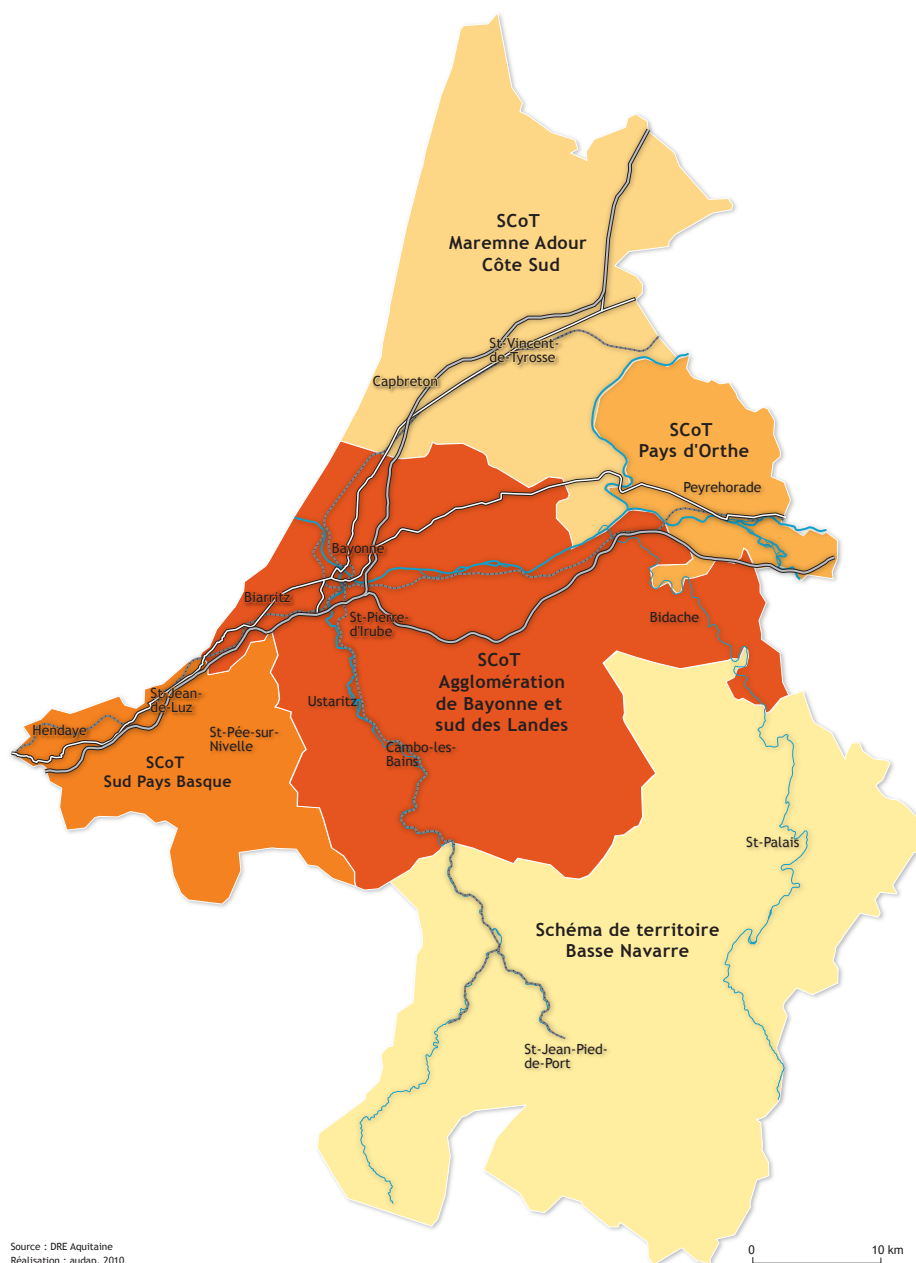 SCoT
Maremne Adour
Côte Sud
St-Vincent-
de-Tyrosse
Capbreton
SCoT
Pays d'Orthe
Peyrehorade
Bayonne
Biarritz
St-Pierre-
d'Irube
Bidache
SCoT
Agglomération
de Bayonne et
sud des Landes
St-Jean-
de-Luz
Ustaritz
Hendaye
St-Pée-sur-
Nivelle
Cambo-les-
Bains
SCoT
Sud Pays Basque
St-Palais
Schéma de territoire
Basse Navarre
St-Jean-Pied-
de-Port
Source : DRE Aquitaine
Réalisation : audap, 2010
0
10 km